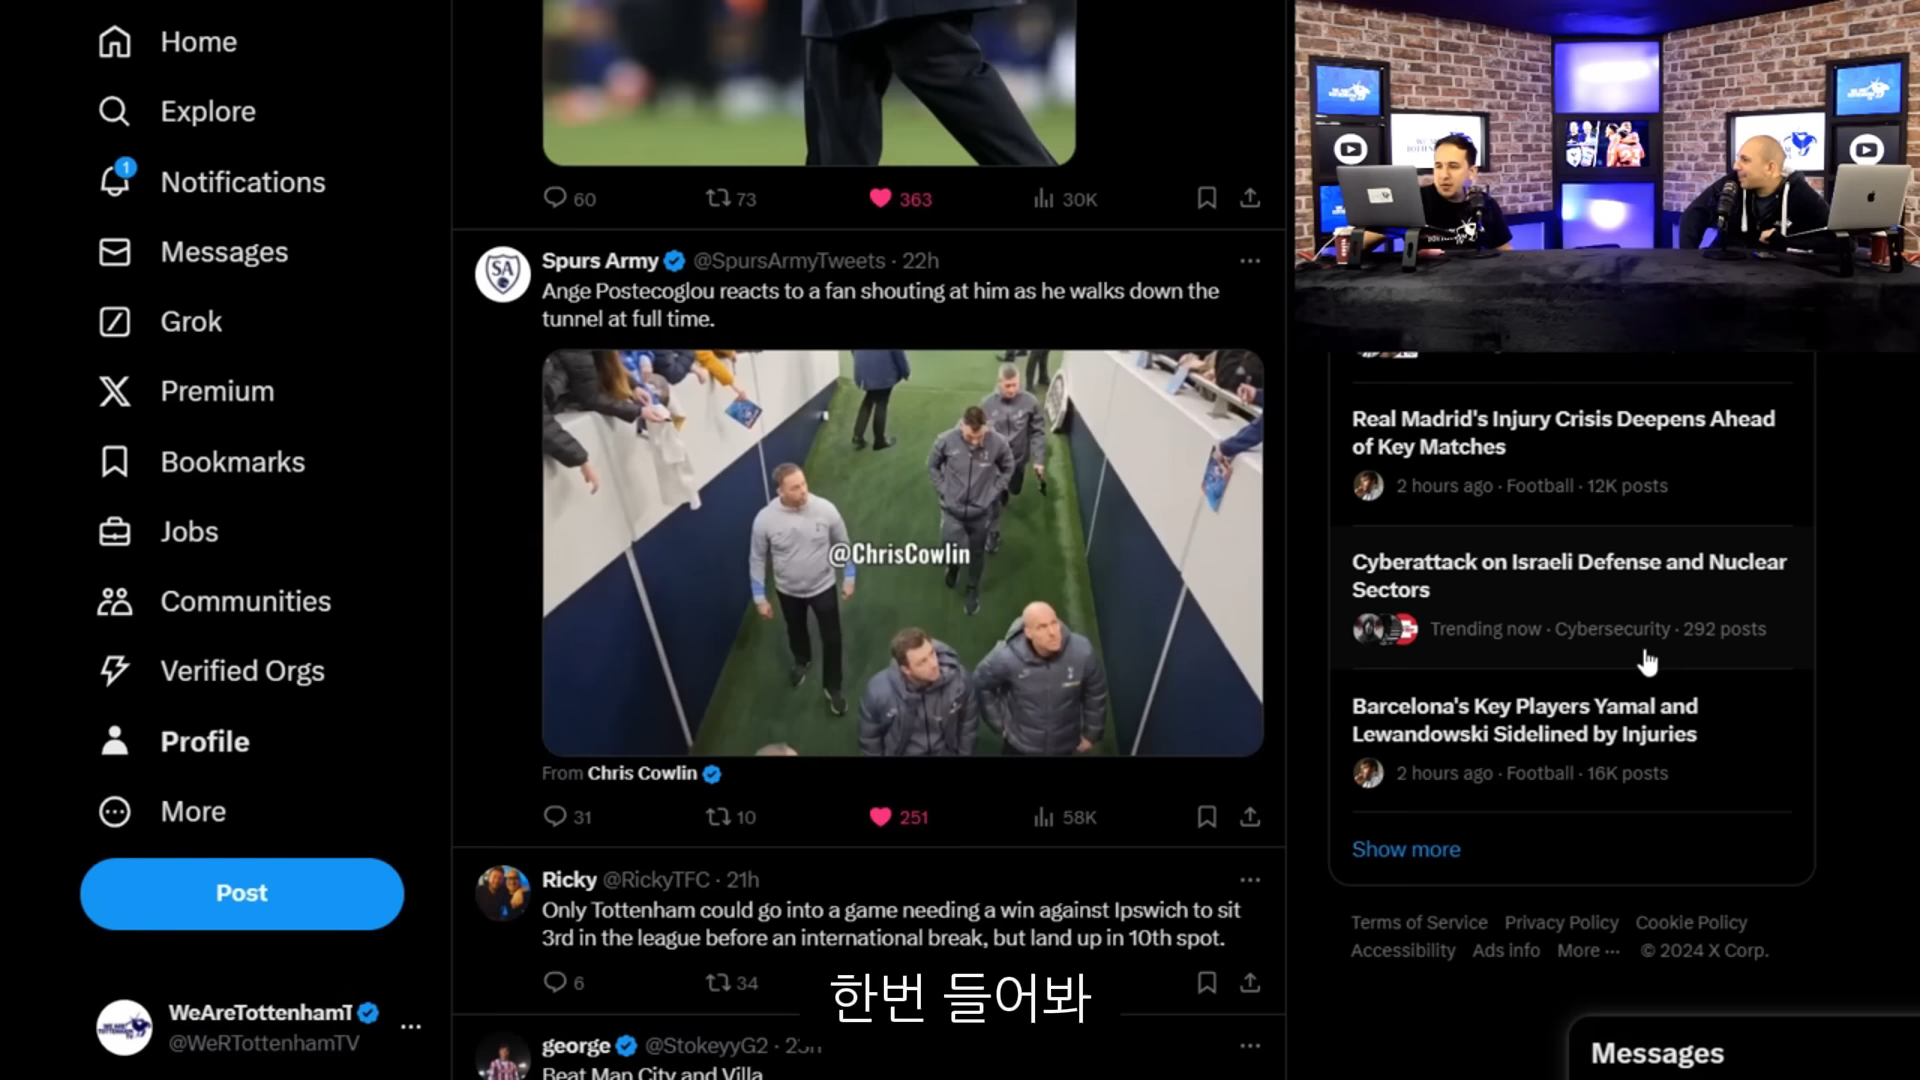 Home
Explore
1
Notifications
Messages
Grok
Premium
Bookmarks
Jobs
Communities
Verified Orgs
Profile
More
Post
WeAreTottenhamT
@WeRTottenhamTV
60
73
363
30K
SA
Spurs Army @SpursArmyTweets · 22h
Ange Postecoglou reacts to a fan shouting at him as he walks down the
tunnel at full time.
@ChrisCowlin
From Chris Cowlin
31
10
251
58K
Ricky @RickyTFC · 21h
Only Tottenham could go into a game needing a win against Ipswich to sit
3rd in the league before an international break, but land up in 10th spot.
6
34
한번 들어봐
george @StokeyyG2
Beat Man City and Villa
Real Madrid's Injury Crisis Deepens Ahead
of Key Matches
2 hours ago · Football · 12K posts
Cyberattack on Israeli Defense and Nuclear
Sectors
Trending now · Cybersecurity · 292 posts
Barcelona's Key Players Yamal and
Lewandowski Sidelined by Injuries
2 hours ago · Football · 16K posts
Show more
Terms of Service Privacy Policy Cookie Policy
Accessibility Ads info More ··· © 2024 X Corp.
Messages